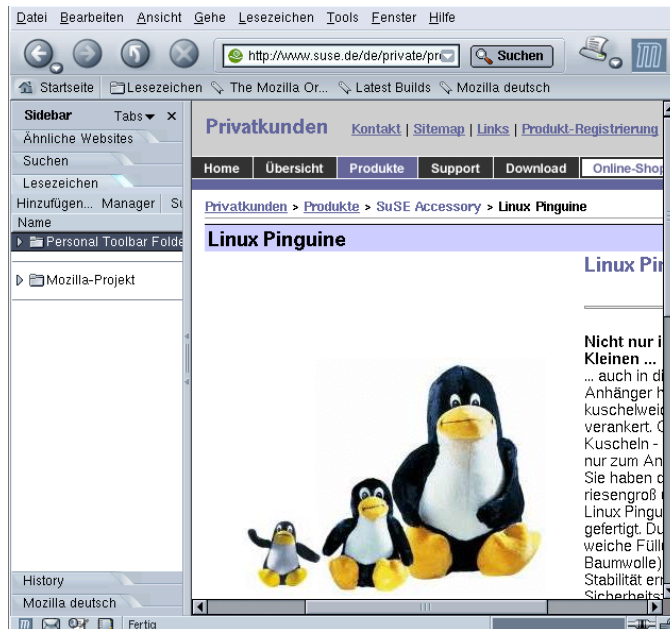 Datei Bearbeiten Ansicht Gehe Lesezeichen Tools Fenster Hilfe
http://www.suse.de/de/private/pr Suchen
Startseite Lesezeichen The Mozilla Or... Latest Builds Mozilla deutsch
Sidebar Tabs
Ähnliche Websites
Suchen
Lesezeichen
Hinzufügen... Manager
Name
Personal Toolbar Folde
Mozilla-Projekt
History
Mozilla deutsch
Privatkunden Kontakt | Sitemap | Links | Produkt-Registrierung
Home Übersicht Produkte Support Download Online-Shop
Privatkunden > Produkte > SuSE Accessory > Linux Pinguine
Linux Pinguine
Linux Pin
Nicht nur i
Kleinen ...
... auch in di
Anhänger h
kuschelweic
verankert.
Kuscheln -
nur zum An
Sie haben
riesengroß
Linux Pingu
gefertigt. Du
weiche Füll
Baumwolle)
Stabilität
Sicherheits
Fertig